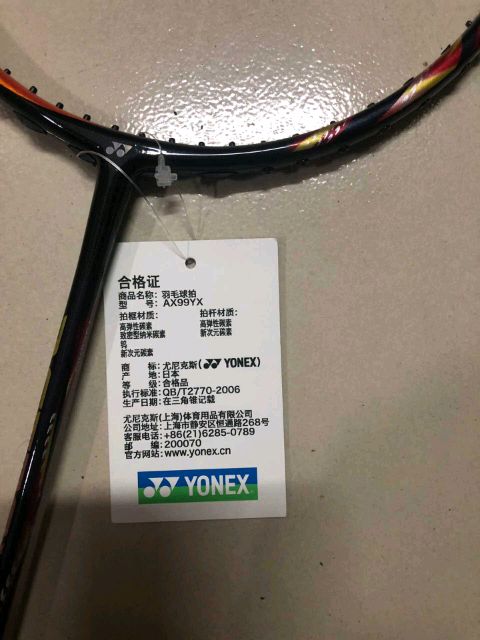 合格证
商品名称：羽毛球拍
型　号：AX99YX
拍框材质：
高弹性碳素
致密型纳米碳素
钨
新次元碳素
拍杆材质：
高弹性碳素
新次元碳素
商　标：尤尼克斯(YONEX)
产　地：日本
等　级：合格品
执行标准：QB/T2770-2006
生产日期：在三角锥记载
尤尼克斯(上海)体育用品有限公司
公司地址：上海市静安区恒通路268号
客服电话：+86(21)6285-0789
邮　编：200070
官方网站：www.yonex.cn
YONEX